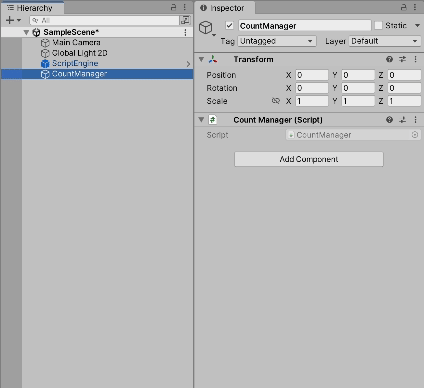 Hierarchy
All
SampleScene*
Main Camera
Global Light 2D
ScriptEngine
CountManager
Inspector
CountManager Static
Tag Untagged Layer Default
Transform
Position X 0 Y 0 Z 0
Rotation X 0 Y 0 Z 0
Scale X 1 Y 1 Z 1
# Count Manager (Script)
Script CountManager
Add Component